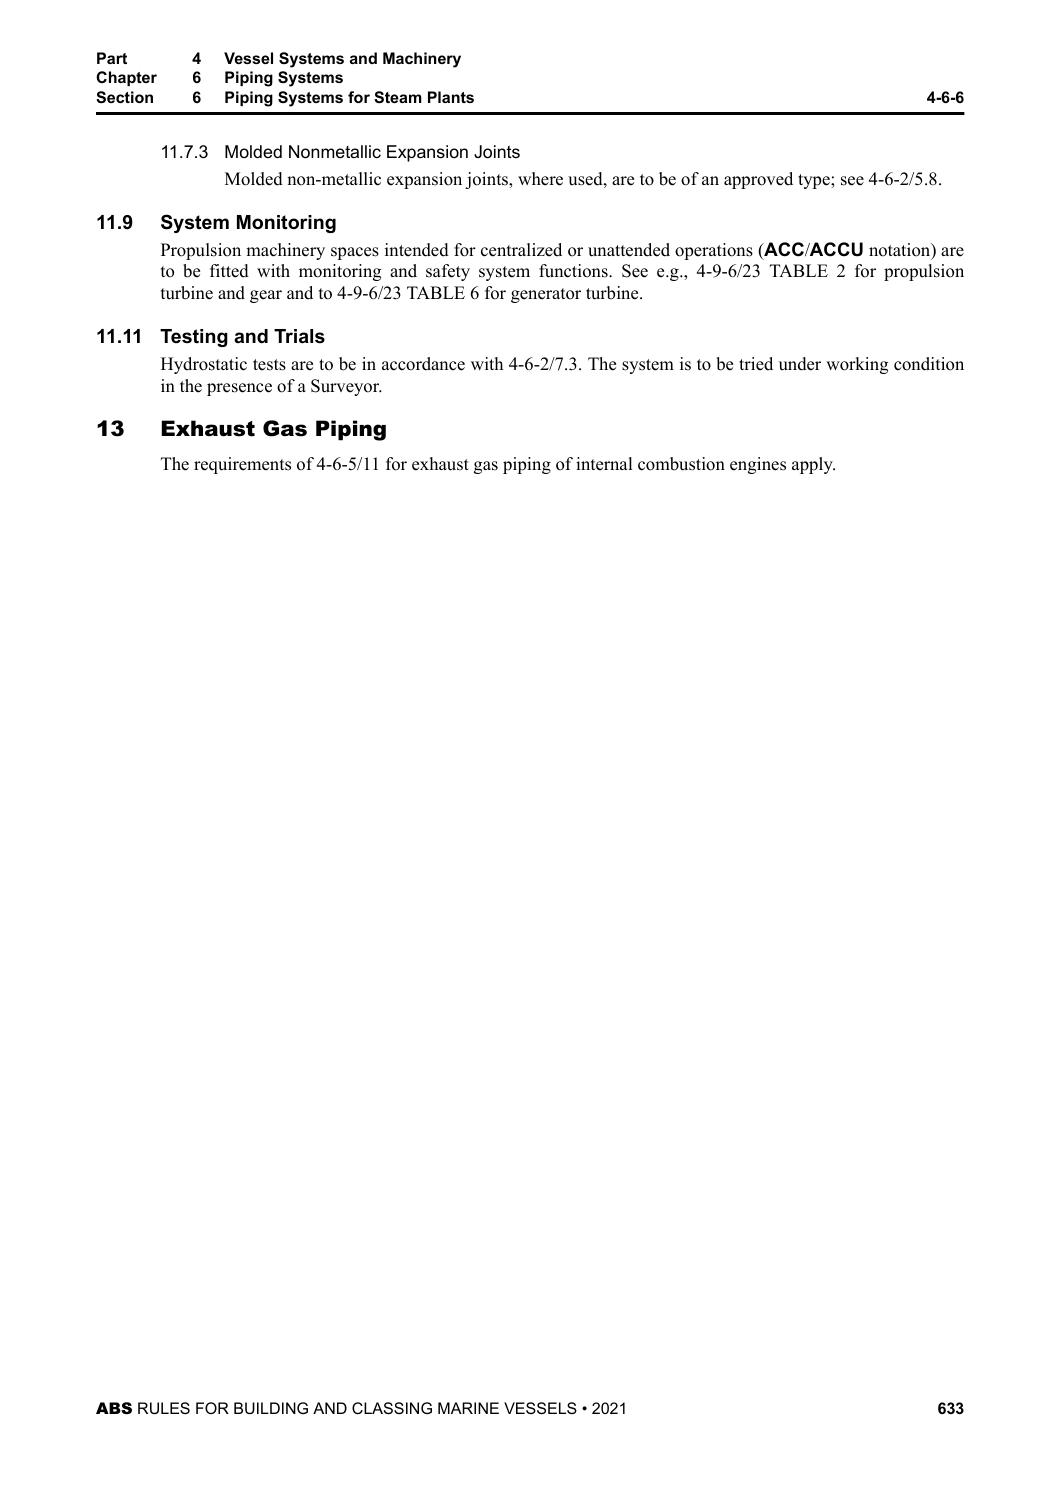 Part 4 Vessel Systems and Machinery
Chapter 6 Piping Systems
Section 6 Piping Systems for Steam Plants 4-6-6
11.7.3 Molded Nonmetallic Expansion Joints
Molded non-metallic expansion joints, where used, are to be of an approved type; see 4-6-2/5.8.
11.9 System Monitoring
Propulsion machinery spaces intended for centralized or unattended operations (ACC/ACCU notation) are
to be fitted with monitoring and safety system functions. See e.g., 4-9-6/23 TABLE 2 for propulsion
turbine and gear and to 4-9-6/23 TABLE 6 for generator turbine.
11.11 Testing and Trials
Hydrostatic tests are to be in accordance with 4-6-2/7.3. The system is to be tried under working condition
in the presence of a Surveyor.
13 Exhaust Gas Piping
The requirements of 4-6-5/11 for exhaust gas piping of internal combustion engines apply.
ABS RULES FOR BUILDING AND CLASSING MARINE VESSELS • 2021 633